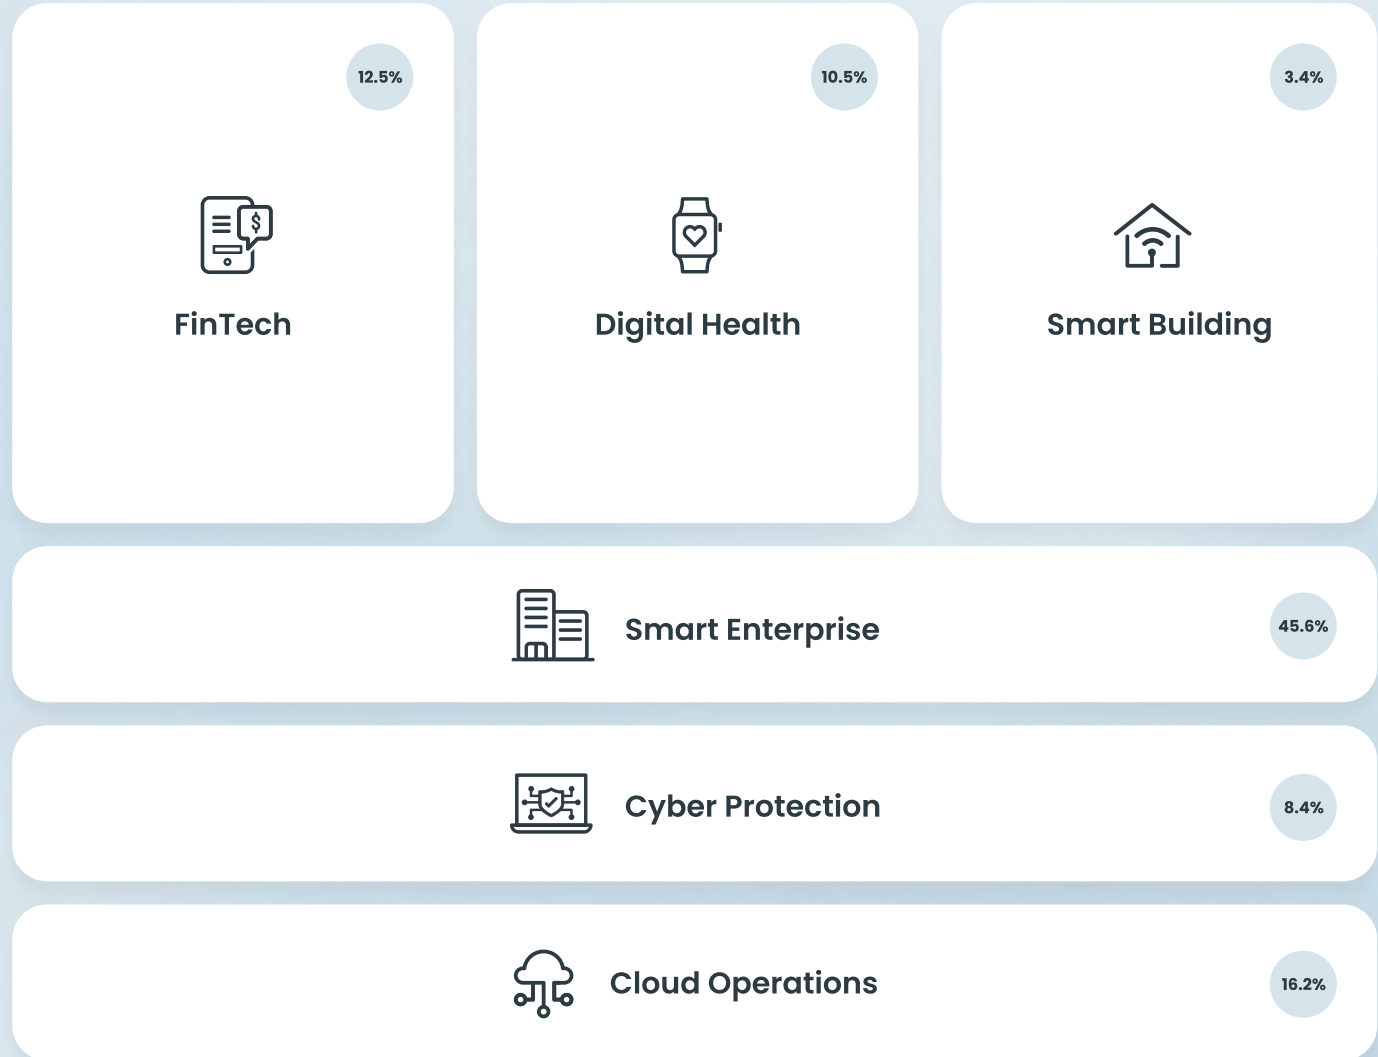 12.5%
FinTech
10.5%
Digital Health
3.4%
Smart Building
Smart Enterprise
45.6%
Cyber Protection
8.4%
Cloud Operations
16.2%